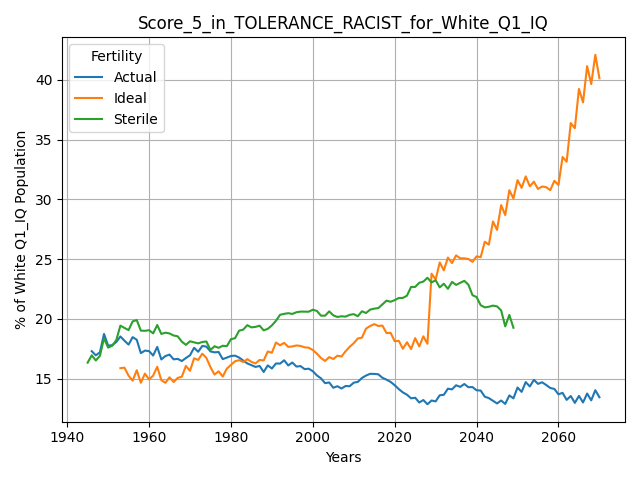 Score_5_in_TOLERANCE_RACIST_for_White_Q1_IQ
Fertility
Actual
Ideal
Sterile
% of White Q1_IQ Population
40
35
30
25
20
15
1940
1960
1980
2000
2020
2040
2060
Years